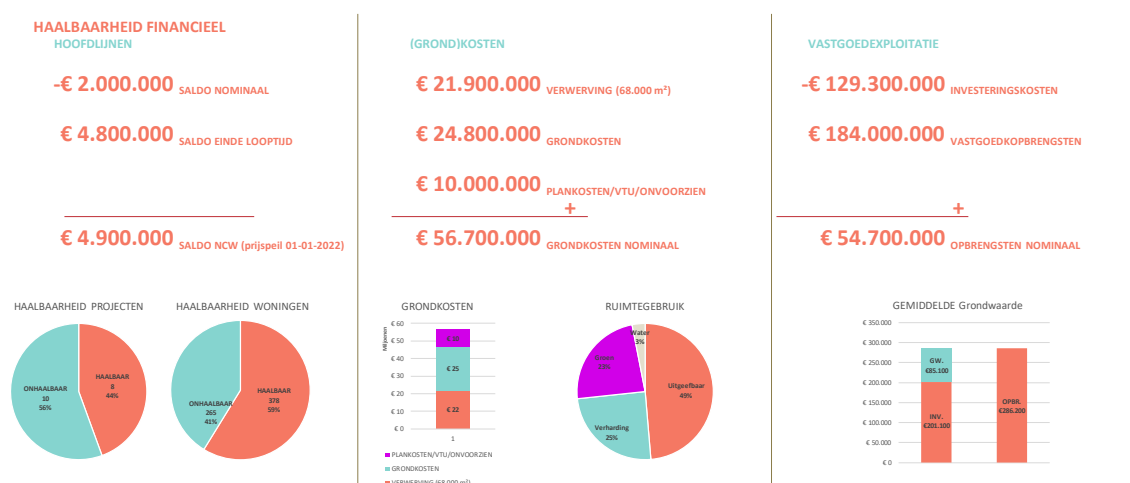 HAALBAARHEID FINANCIEEL
HOOFDLIJNEN
-€ 2.000.000 SALDO NOMINAAL
€ 4.800.000 SALDO EINDE LOOPTIJD
€ 4.900.000 SALDO NCW (prijspeil 01-01-2022)
(GROND)KOSTEN
€ 21.900.000 VERWERVING (68.000 m²)
€ 24.800.000 GRONDKOSTEN
€ 10.000.000 PLANKOSTEN/VTU/ONVOORZIEN
+
€ 56.700.000 GRONDKOSTEN NOMINAAL
VASTGOEDEXPLOITATIE
-€ 129.300.000 INVESTERINGSKOSTEN
€ 184.000.000 VASTGOEDKOPBRENGSTEN
+
€ 54.700.000 OPBRENGSTEN NOMINAAL
HAALBAARHEID PROJECTEN
HAALBAAR
8
44%
ONHAALBAAR
10
56%
HAALBAARHEID WONINGEN
HAALBAAR
378
59%
ONHAALBAAR
265
41%
GRONDKOSTEN
Miljoenen
€ 60
€ 50
€ 40
€ 30
€ 20
€ 10
€ 0
€ 25
€ 22
1
PLANKOSTEN/VTU/ONVOORZIEN
GRONDKOSTEN
VERWERVING (68.000 m²)
RUIMTEGEBRUIK
Water
3%
Groen
23%
Uitgeefbaar
49%
Verharding
25%
GEMIDDELDE Grondwaarde
€ 350.000
€ 300.000
€ 250.000
€ 200.000
€ 150.000
€ 100.000
€ 50.000
€ 0
GW.
€85.100
INV.
€201.100
OPBR.
€286.200